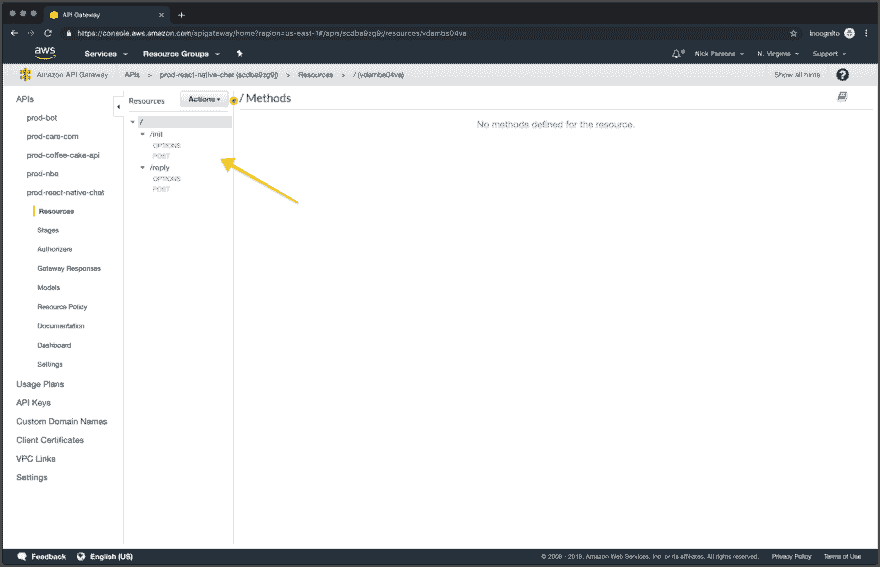 API Gateway
https://console.aws.amazon.com/apigateway/home?region=us-east-1#/apis/scdba9zg9j/resources/vdambs04va
Incognito
aws
Services
Resource Groups
Nick Parsons
N. Virginia
Support
Amazon API Gateway
APIs > prod-react-native-chat (scdba9zg9j) > Resources > / (vdambs04va)
Show all hints
APIs
prod-bot
prod-cara-com
prod-coffee-cake-api
prod-nba
prod-react-native-chat
Resources
Stages
Authorizers
Gateway Responses
Models
Resource Policy
Documentation
Dashboard
Settings
Usage Plans
API Keys
Custom Domain Names
Client Certificates
VPC Links
Settings
Resources
Actions
/
/init
OPTIONS
POST
/reply
OPTIONS
POST
/ Methods
No methods defined for the resource.
Feedback
English (US)
© 2008 - 2019, Amazon Web Services, Inc. or its affiliates. All rights reserved.
Privacy Policy
Terms of Use